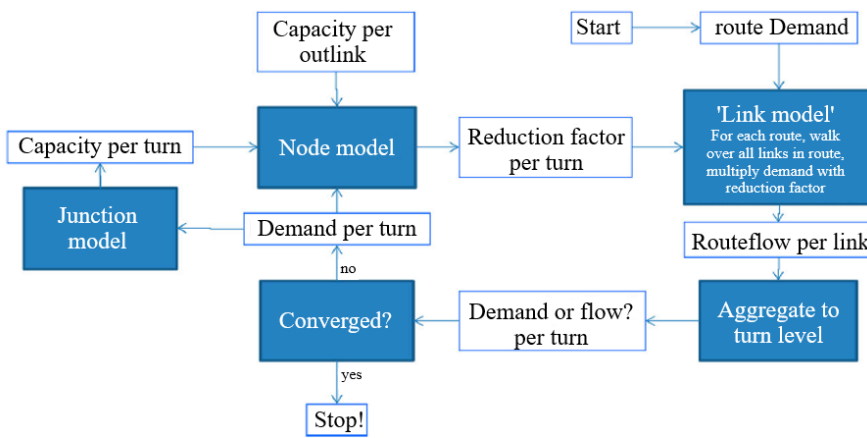 Start
route Demand
Capacity per
outlink
'Link model'
For each route, walk
over all links in route,
multiply demand with
reduction factor
Capacity per turn
Node model
Reduction factor
per turn
Junction
model
Demand per turn
Routeflow per link
no
Converged?
Demand or flow?
per turn
Aggregate to
turn level
yes
Stop!